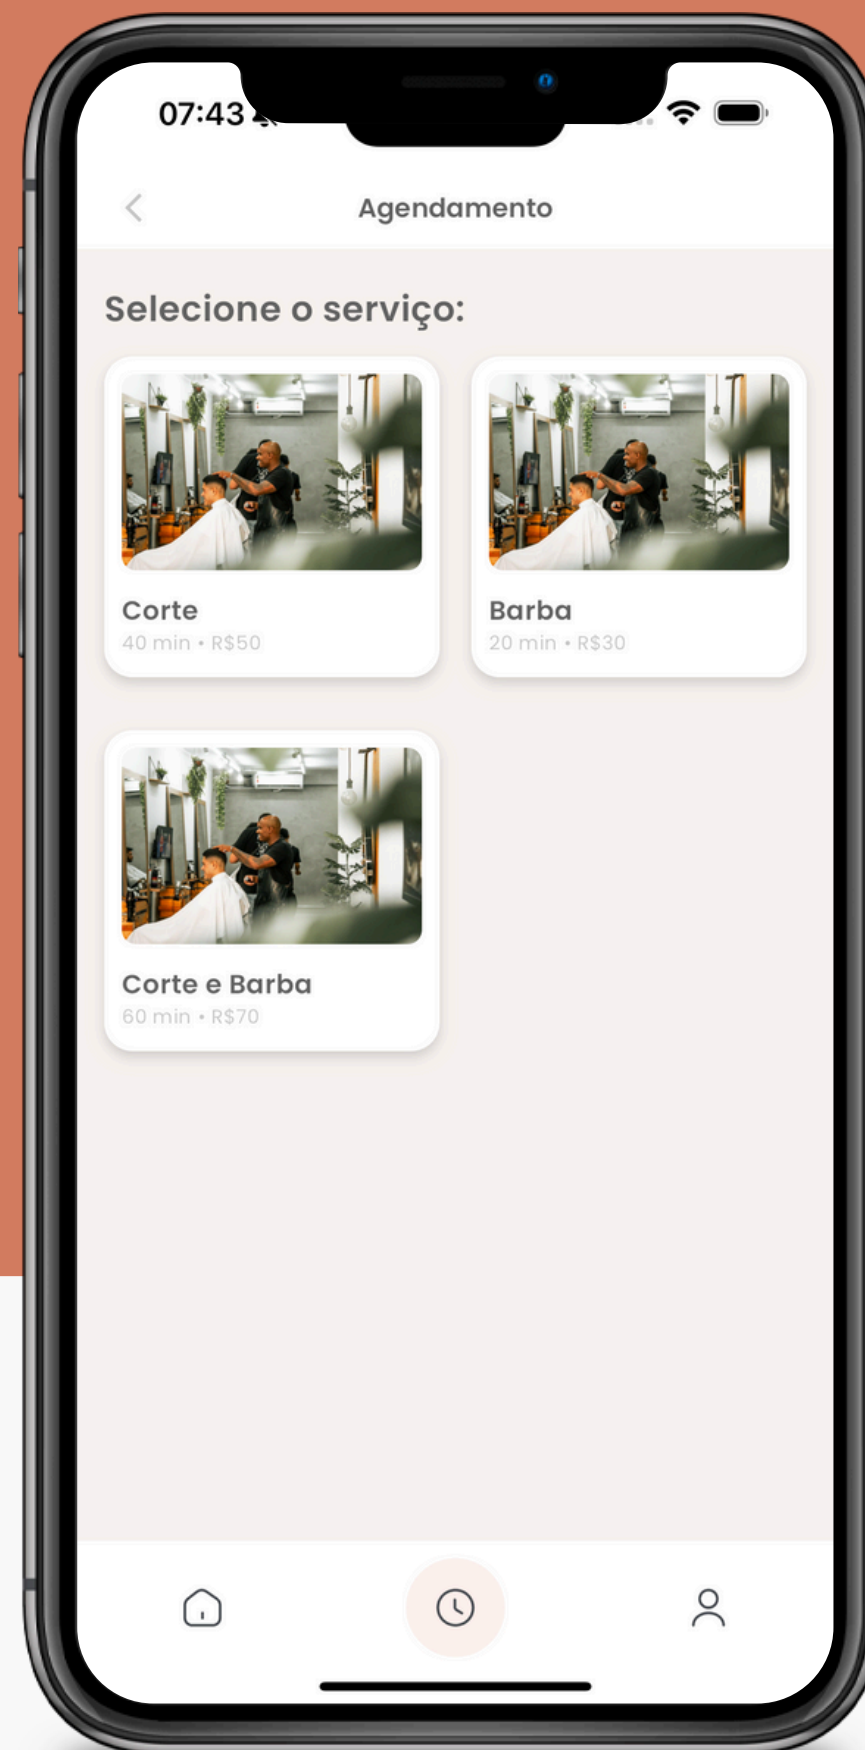 07:43
Agendamento
Selecione o serviço:
Corte
40 min • R$50
Barba
20 min • R$30
Corte e Barba
60 min • R$70